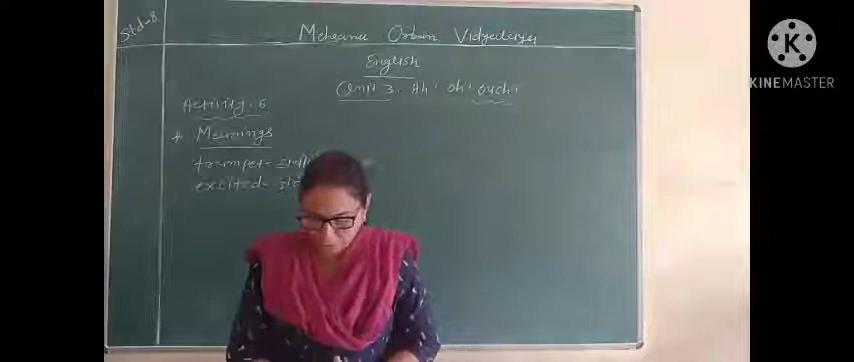 Std-8
Mehsana Urban Vidyalaya
English
Unit 3. Ah! Oh! ouch!
Activity-6
+ Meanings
trumpet-
excited-
K
KINEMASTER